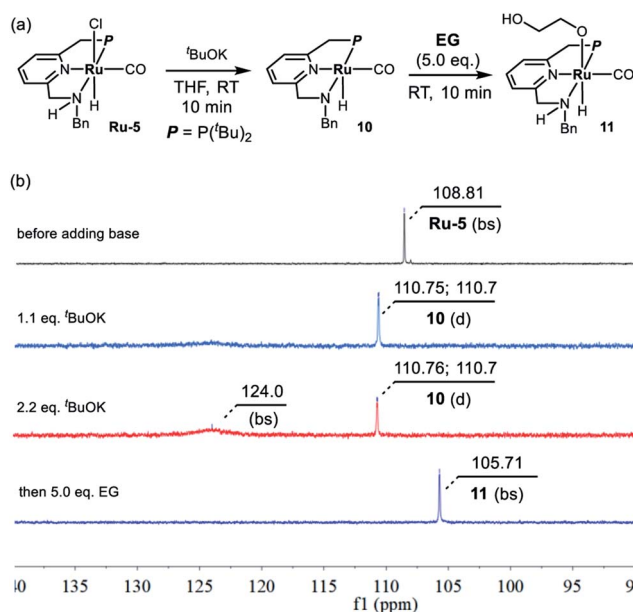 (a)
Cl
P
N
Ru
CO
H
N
H
Bn
Ru-5
ᵗBuOK
THF, RT
10 min
P = P(ᵗBu)₂
P
N
Ru
CO
H
N
Bn
10
EG
(5.0 eq.)
RT, 10 min
HO
O
P
N
Ru
CO
N
H
H
Bn
11
(b)
108.81
before adding base
Ru-5 (bs)
110.75; 110.7
1.1 eq. ᵗBuOK
10 (d)
110.76; 110.7
2.2 eq. ᵗBuOK
124.0
10 (d)
(bs)
105.71
then 5.0 eq. EG
11 (bs)
40 135 130 125 120 115 110 105 100 95 90
f1 (ppm)